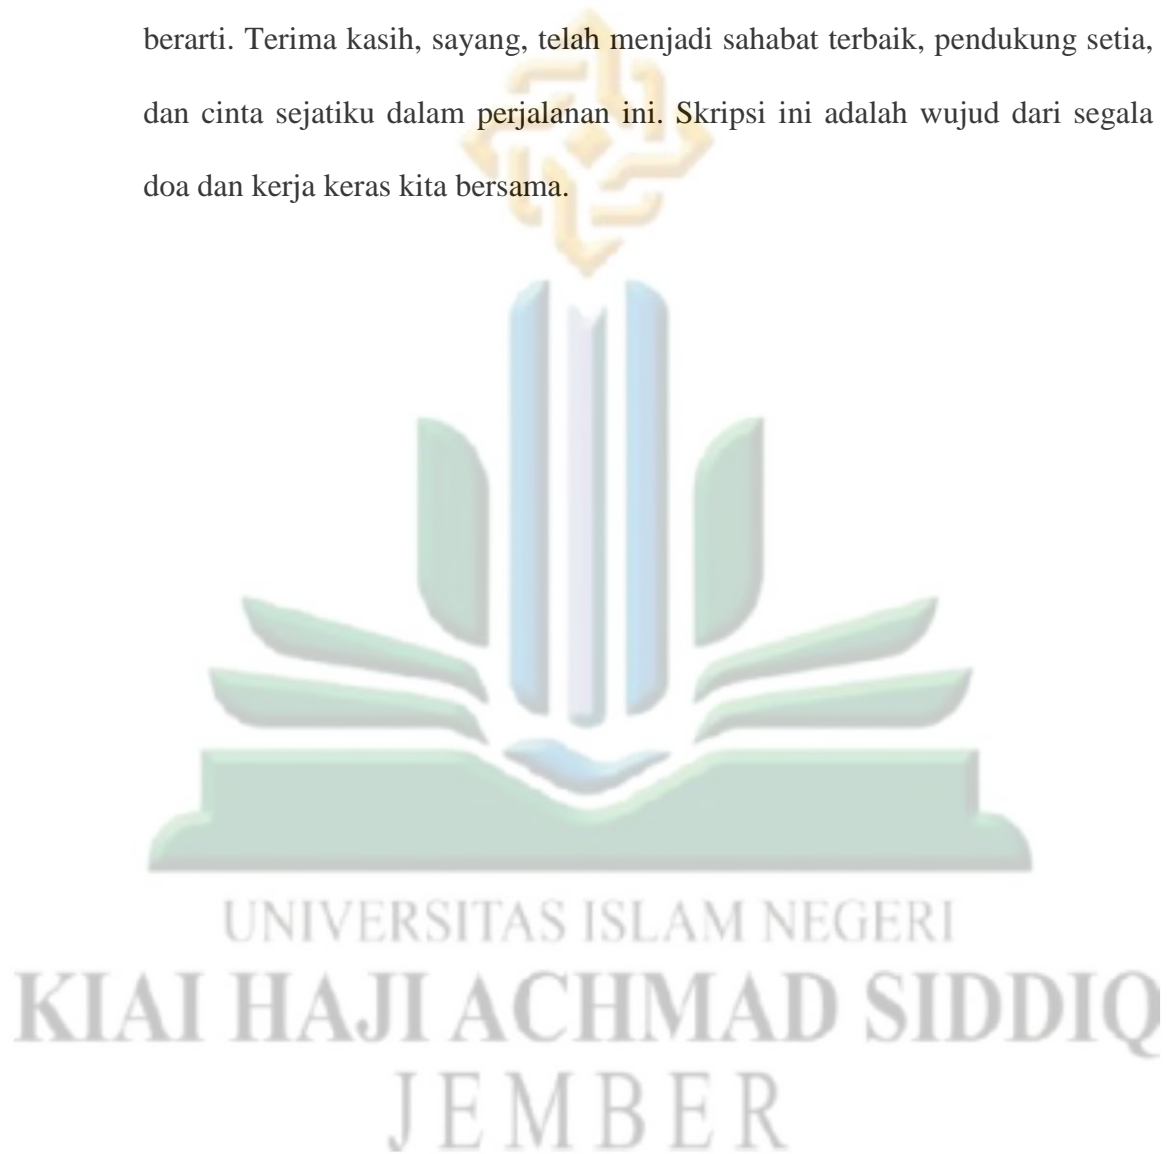 berarti. Terima kasih, sayang, telah menjadi sahabat terbaik, pendukung setia,
dan cinta sejatiku dalam perjalanan ini. Skripsi ini adalah wujud dari segala
doa dan kerja keras kita bersama.
UNIVERSITAS ISLAM NEGERI
KIAI HAJI ACHMAD SIDDIQ
JEMBER